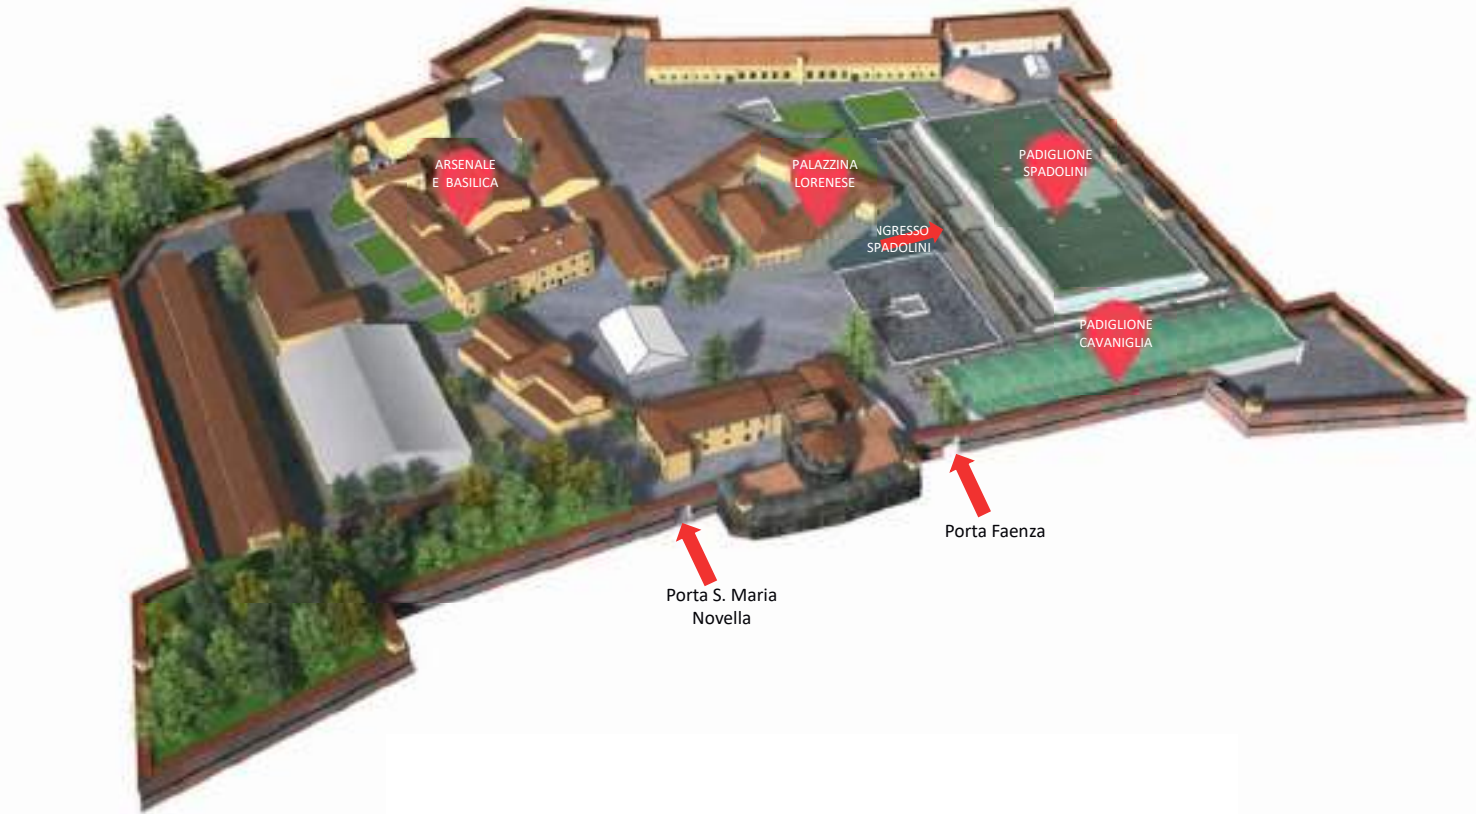 ARSENALE
E BASILICA
PALAZZINA
LORENESE
PADIGLIONE
SPADOLINI
NGRESSO
SPADOLINI
PADIGLIONE
CAVANIGLIA
Porta Faenza
Porta S. Maria
Novella